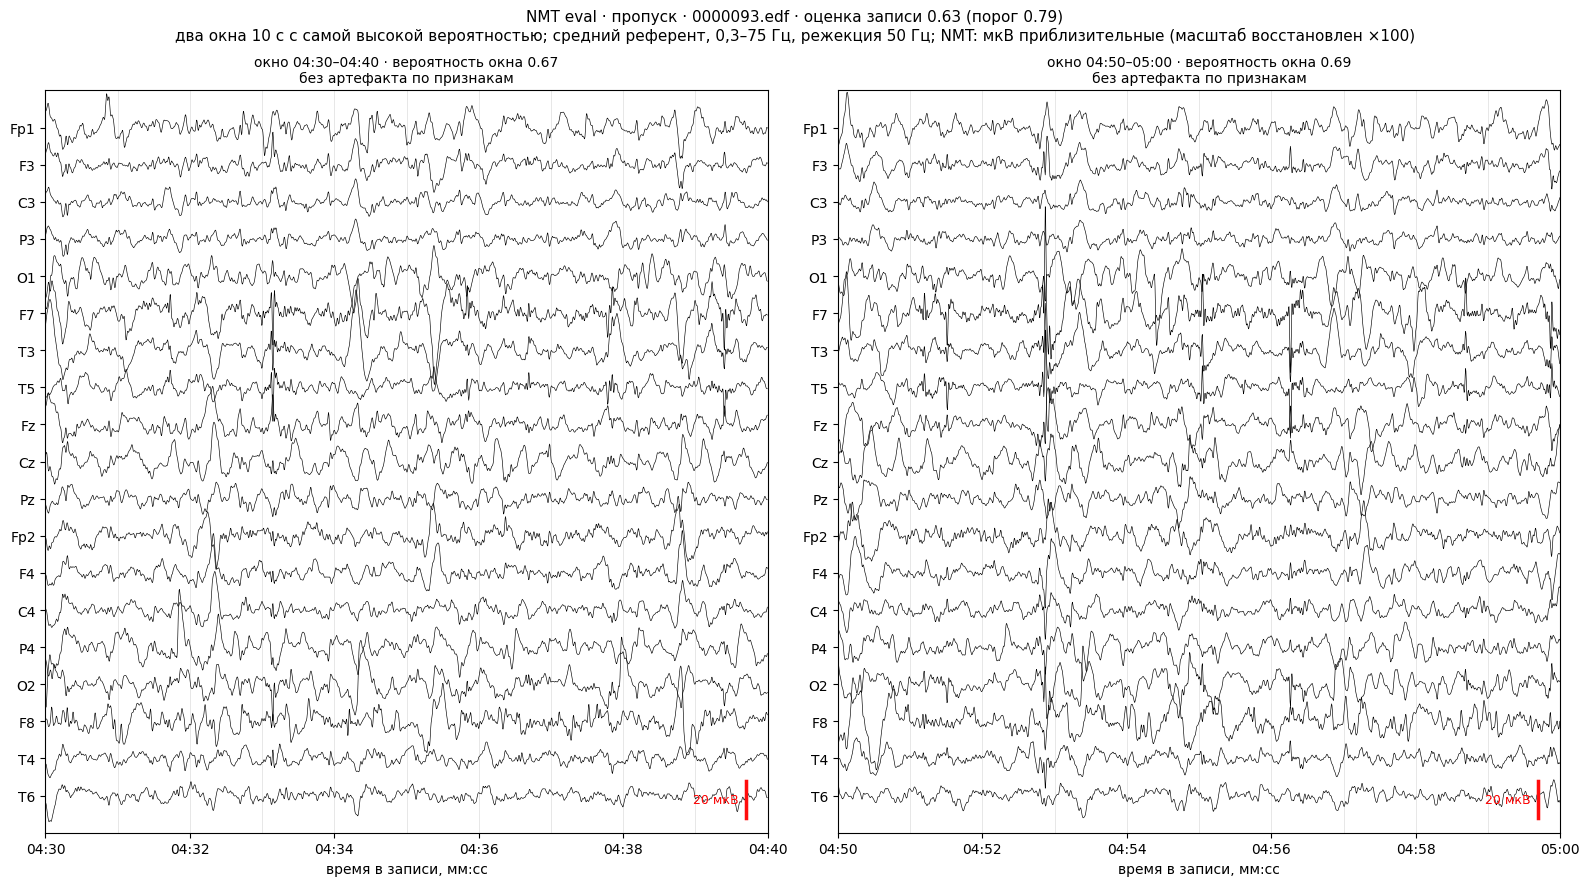 NMT eval · пропуск · 0000093.edf · оценка записи 0.63 (порог 0.79)
два окна 10 с с самой высокой вероятностью; средний референт, 0,3–75 Гц, режекция 50 Гц; NMT: мкВ приблизительные (масштаб восстановлен ×100)
окно 04:30–04:40 · вероятность окна 0.67
без артефакта по признакам
Fp1
F3
C3
P3
O1
F7
T3
T5
Fz
Cz
Pz
Fp2
F4
C4
P4
O2
F8
T4
T6
20 мкВ
04:30
04:32
04:34
04:36
04:38
04:40
время в записи, мм:сс
окно 04:50–05:00 · вероятность окна 0.69
без артефакта по признакам
Fp1
F3
C3
P3
O1
F7
T3
T5
Fz
Cz
Pz
Fp2
F4
C4
P4
O2
F8
T4
T6
20 мкВ
04:50
04:52
04:54
04:56
04:58
05:00
время в записи, мм:сс